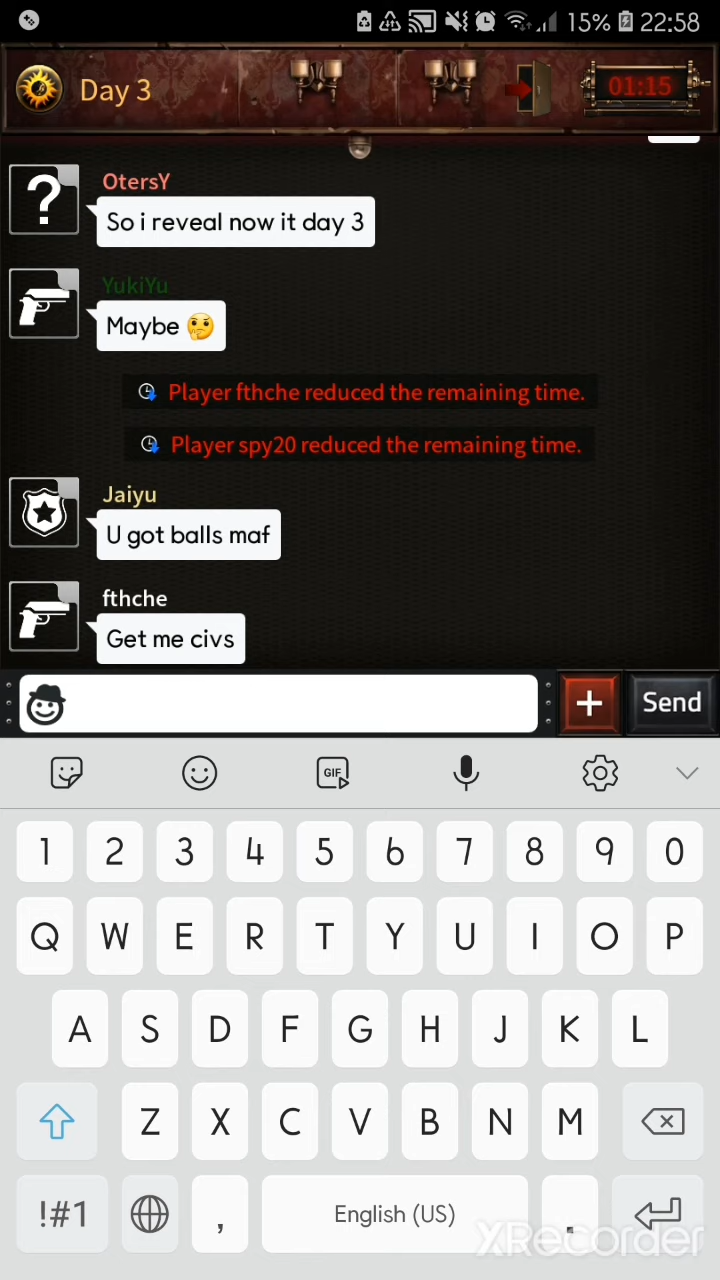 15% 22:58
Day 3
01:15
OtersY
So i reveal now it day 3
YukiYu
Maybe 🤔
Player fthche reduced the remaining time.
Player spy20 reduced the remaining time.
Jaiyu
U got balls maf
fthche
Get me civs
+ Send
GIF
1 2 3 4 5 6 7 8 9 0
Q W E R T Y U I O P
A S D F G H J K L
Z X C V B N M
!#1 , English (US) .
XRecorder